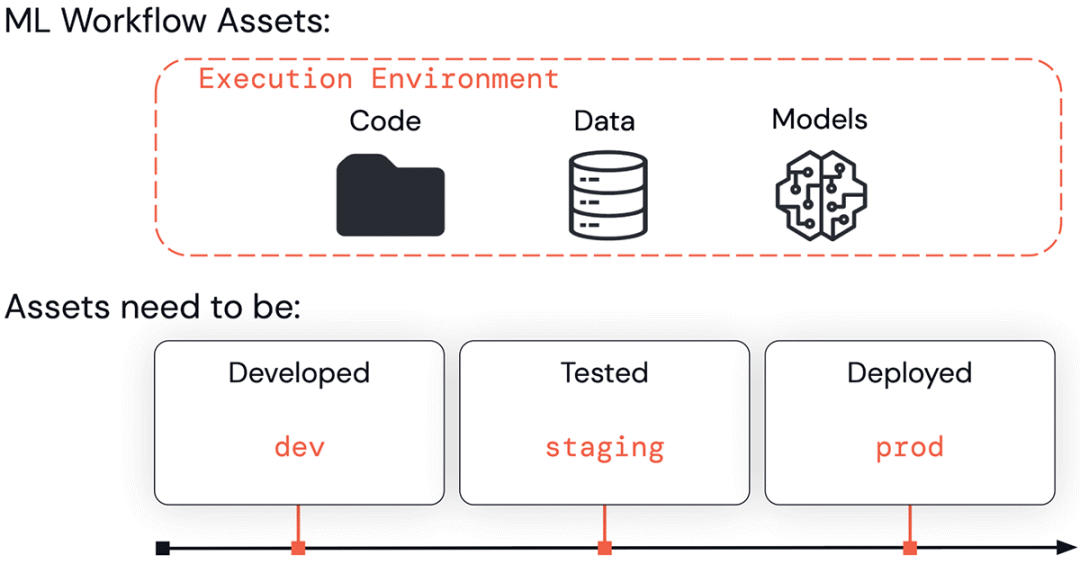 ML Workflow Assets:
Execution Environment
Code
Data
Models
Assets need to be:
Developed
Tested
Deployed
dev
staging
prod